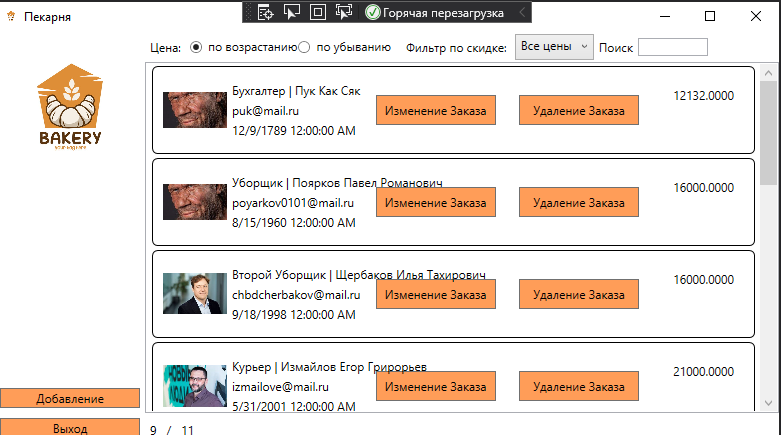 Пекарня
Горячая перезагрузка
Цена: по возрастанию по убыванию Фильтр по скидке: Все цены Поиск
BAKERY
Бухгалтер | Пук Как Сяк
puk@mail.ru
12/9/1789 12:00:00 AM
Изменение Заказа
Удаление Заказа
12132.0000
Уборщик | Поярков Павел Романович
poyarkov0101@mail.ru
8/15/1960 12:00:00 AM
Изменение Заказа
Удаление Заказа
16000.0000
Второй Уборщик | Щербаков Илья Тахирович
chbdcherbakov@mail.ru
9/18/1998 12:00:00 AM
Изменение Заказа
Удаление Заказа
16000.0000
Курьер | Измайлов Егор Григорьев
izmailove@mail.ru
5/31/2001 12:00:00 AM
Изменение Заказа
Удаление Заказа
21000.0000
Добавление
Выход
9 / 11